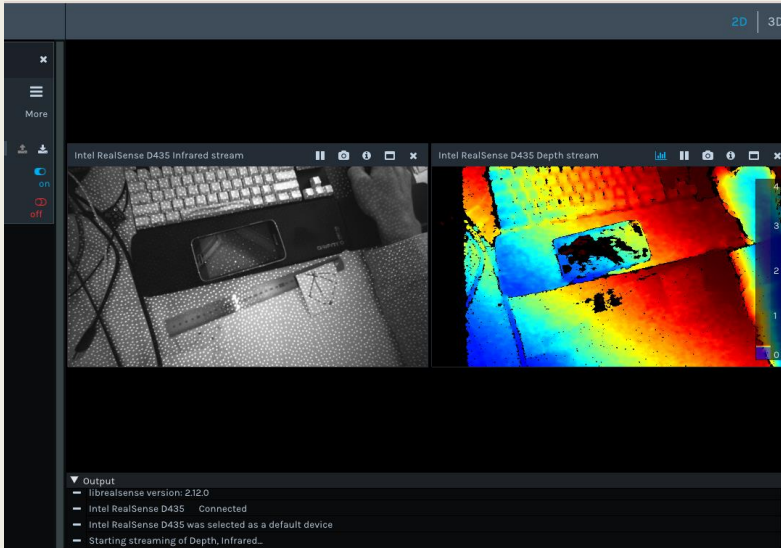 2D 3D
More
on
off
Intel RealSense D435 Infrared stream
Intel RealSense D435 Depth stream
4
3
2
1
0
Output
librealsense version: 2.12.0
Intel RealSense D435 Connected
Intel RealSense D435 was selected as a default device
Starting streaming of Depth, Infrared...